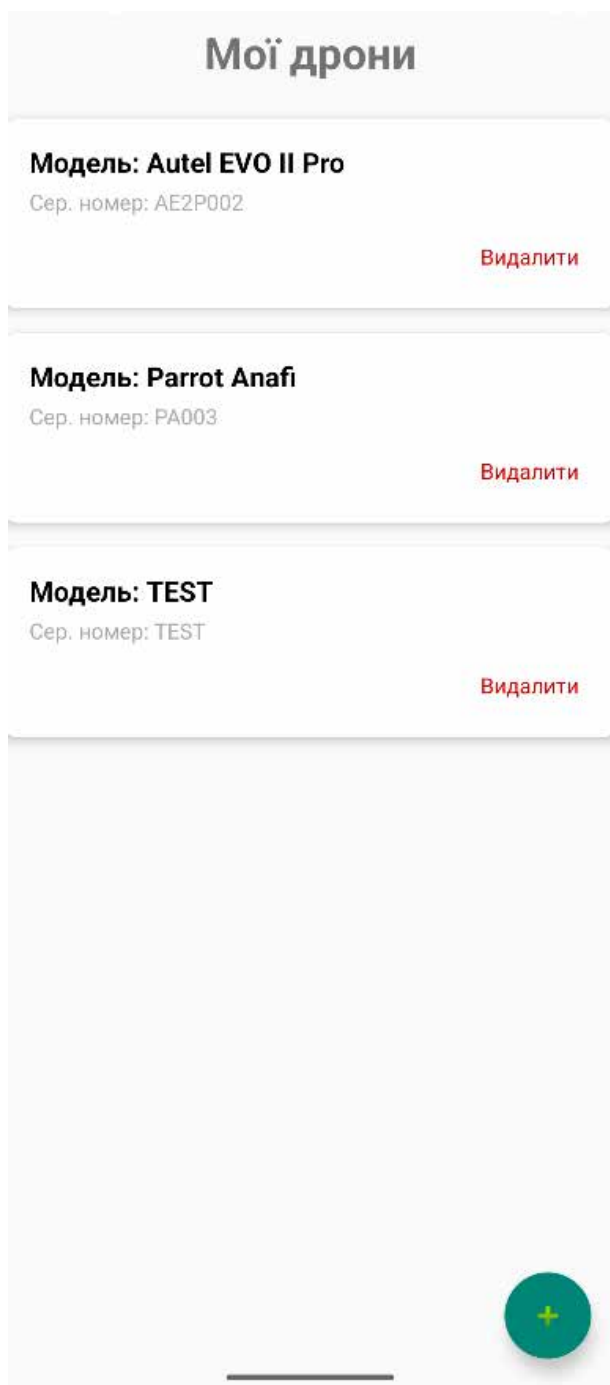 Мої дрони
Модель: Autel EVO II Pro
Сер. номер: AE2P002
Видалити
Модель: Parrot Anafi
Сер. номер: PA003
Видалити
Модель: TEST
Сер. номер: TEST
Видалити
+